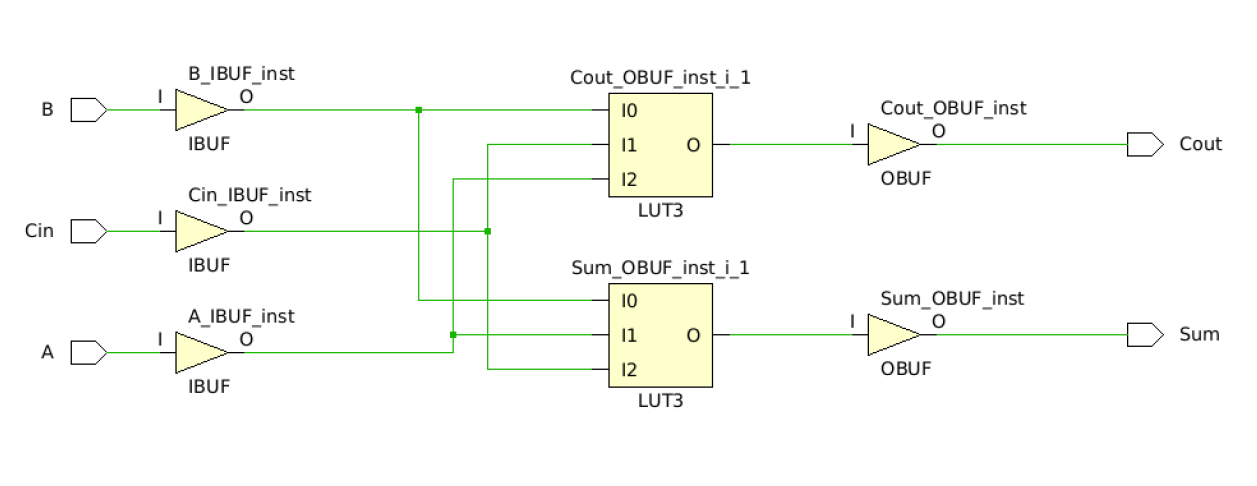 B_IBUF_inst
B
I
O
IBUF
Cin_IBUF_inst
Cin
I
O
IBUF
A_IBUF_inst
A
I
O
IBUF
Cout_OBUF_inst_i_1
I0
I1
O
I2
LUT3
Sum_OBUF_inst_i_1
I0
I1
O
I2
LUT3
Cout_OBUF_inst
I
O
Cout
OBUF
Sum_OBUF_inst
I
O
Sum
OBUF